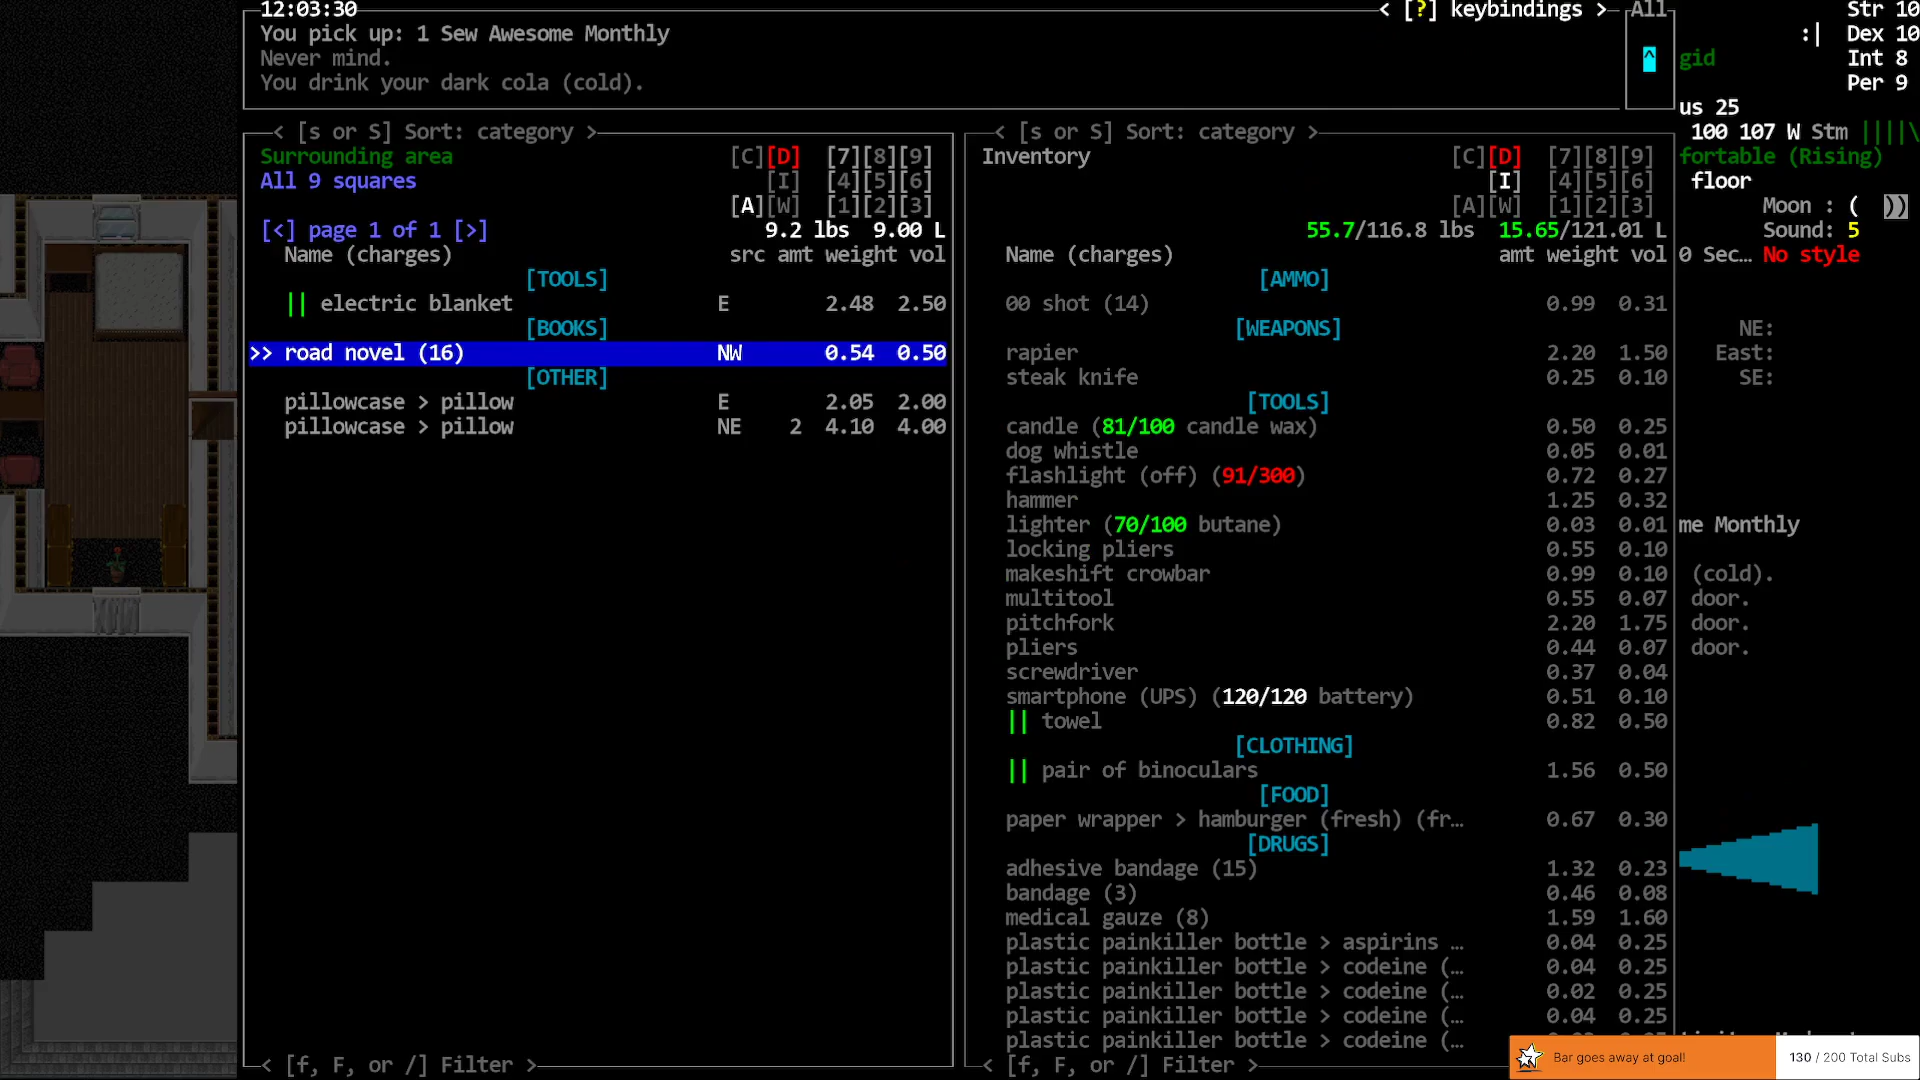 12:03:30
< [?] keybindings >
All
Str 10
You pick up: 1 Sew Awesome Monthly
:|
Dex 10
Never mind.
^
gid
Int 8
You drink your dark cola (cold).
Per 9
us 25
< [s or S] Sort: category >
< [s or S] Sort: category >
100 107 W Stm ||||\
Surrounding area
[C][D] [7][8][9]
Inventory
[C][D] [7][8][9]
fortable (Rising)
All 9 squares
[I] [4][5][6]
[I] [4][5][6]
floor
[A][W] [1][2][3]
[A][W] [1][2][3]
Moon : ( ))
[<] page 1 of 1 [>]
9.2 lbs 9.00 L
55.7/116.8 lbs 15.65/121.01 L
Sound: 5
Name (charges) src amt weight vol
Name (charges) amt weight vol
0 Sec… No style
[TOOLS]
[AMMO]
|| electric blanket E 2.48 2.50
00 shot (14) 0.99 0.31
[BOOKS]
[WEAPONS]
NE:
>> road novel (16) NW 0.54 0.50
rapier 2.20 1.50
East:
[OTHER]
steak knife 0.25 0.10
SE:
pillowcase > pillow E 2.05 2.00
[TOOLS]
pillowcase > pillow NE 2 4.10 4.00
candle (81/100 candle wax) 0.50 0.25
dog whistle 0.05 0.01
flashlight (off) (91/300) 0.72 0.27
hammer 1.25 0.32
lighter (70/100 butane) 0.03 0.01
me Monthly
locking pliers 0.55 0.10
makeshift crowbar 0.99 0.10
(cold).
multitool 0.55 0.07
door.
pitchfork 2.20 1.75
door.
pliers 0.44 0.07
door.
screwdriver 0.37 0.04
smartphone (UPS) (120/120 battery) 0.51 0.10
|| towel 0.82 0.50
[CLOTHING]
|| pair of binoculars 1.56 0.50
[FOOD]
paper wrapper > hamburger (fresh) (fr… 0.67 0.30
[DRUGS]
adhesive bandage (15) 1.32 0.23
bandage (3) 0.46 0.08
medical gauze (8) 1.59 1.60
plastic painkiller bottle > aspirins … 0.04 0.25
plastic painkiller bottle > codeine (… 0.04 0.25
plastic painkiller bottle > codeine (… 0.02 0.25
plastic painkiller bottle > codeine (… 0.04 0.25
plastic painkiller bottle > codeine (…
< [f, F, or /] Filter >
< [f, F, or /] Filter >
Bar goes away at goal!
130 / 200 Total Subs